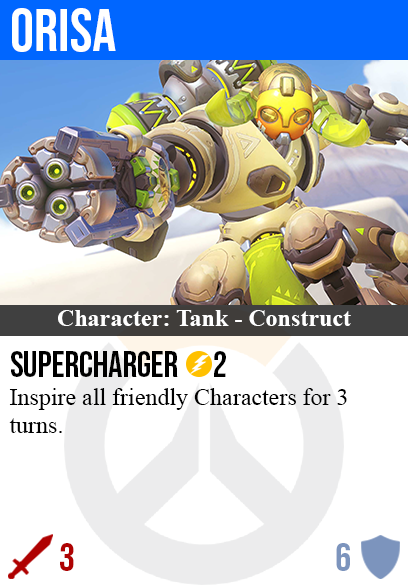 ORISA
Character: Tank - Construct
SUPERCHARGER 2
Inspire all friendly Characters for 3
turns.
3
6